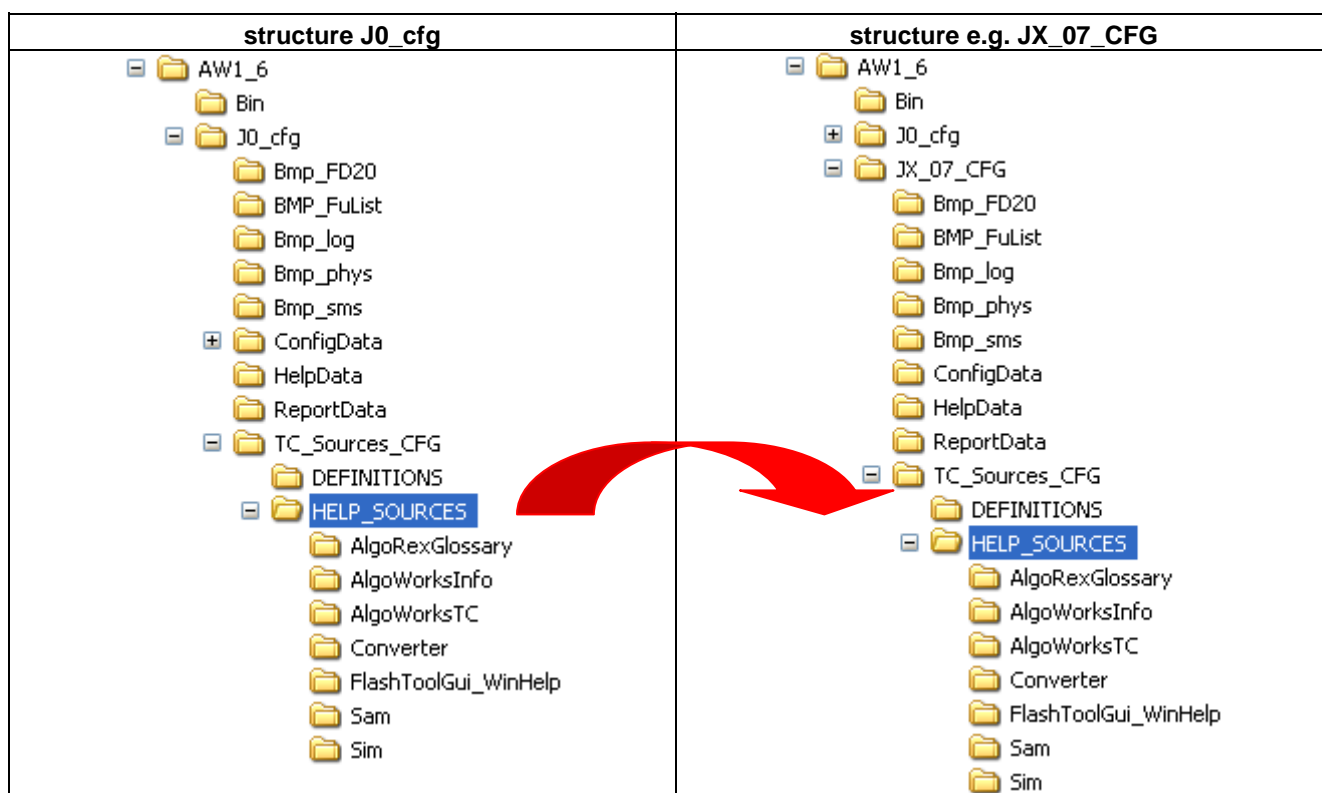 structure J0_cfg
AW1_6
Bin
J0_cfg
Bmp_FD20
BMP_FuList
Bmp_log
Bmp_phys
Bmp_sms
ConfigData
HelpData
ReportData
TC_Sources_CFG
DEFINITIONS
HELP_SOURCES
AlgoRexGlossary
AlgoWorksInfo
AlgoWorksTC
Converter
FlashToolGui_WinHelp
Sam
Sim
structure e.g. JX_07_CFG
AW1_6
Bin
J0_cfg
JX_07_CFG
Bmp_FD20
BMP_FuList
Bmp_log
Bmp_phys
Bmp_sms
ConfigData
HelpData
ReportData
TC_Sources_CFG
DEFINITIONS
HELP_SOURCES
AlgoRexGlossary
AlgoWorksInfo
AlgoWorksTC
Converter
FlashToolGui_WinHelp
Sam
Sim